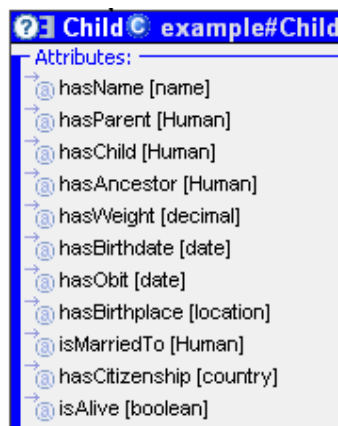 Child © example#Child
Attributes:
hasName [name]
hasParent [Human]
hasChild [Human]
hasAncestor [Human]
hasWeight [decimal]
hasBirthdate [date]
hasObit [date]
hasBirthplace [location]
isMarriedTo [Human]
hasCitizenship [country]
isAlive [boolean]